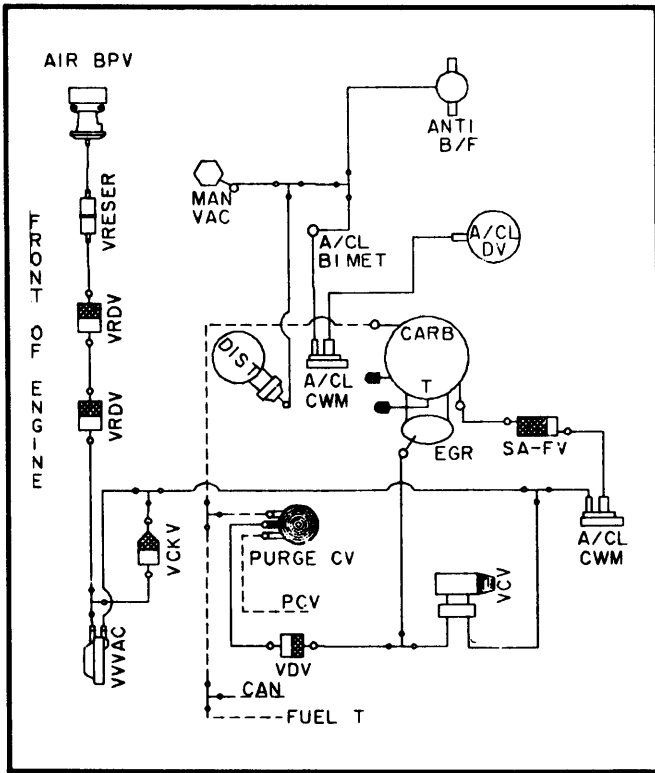 AIR BPV
ANTI
B/F
MAN
VAC
VRESER
A/CL
BIMET
A/CL
DV
FRONT OF ENGINE
VRDV
CARB
DIST
A/CL
CWM
T
VRDV
EGR
SA-FV
VCKV
PURGE CV
A/CL
CWM
VCV
PCV
VVVAC
VDV
CAN
FUEL T